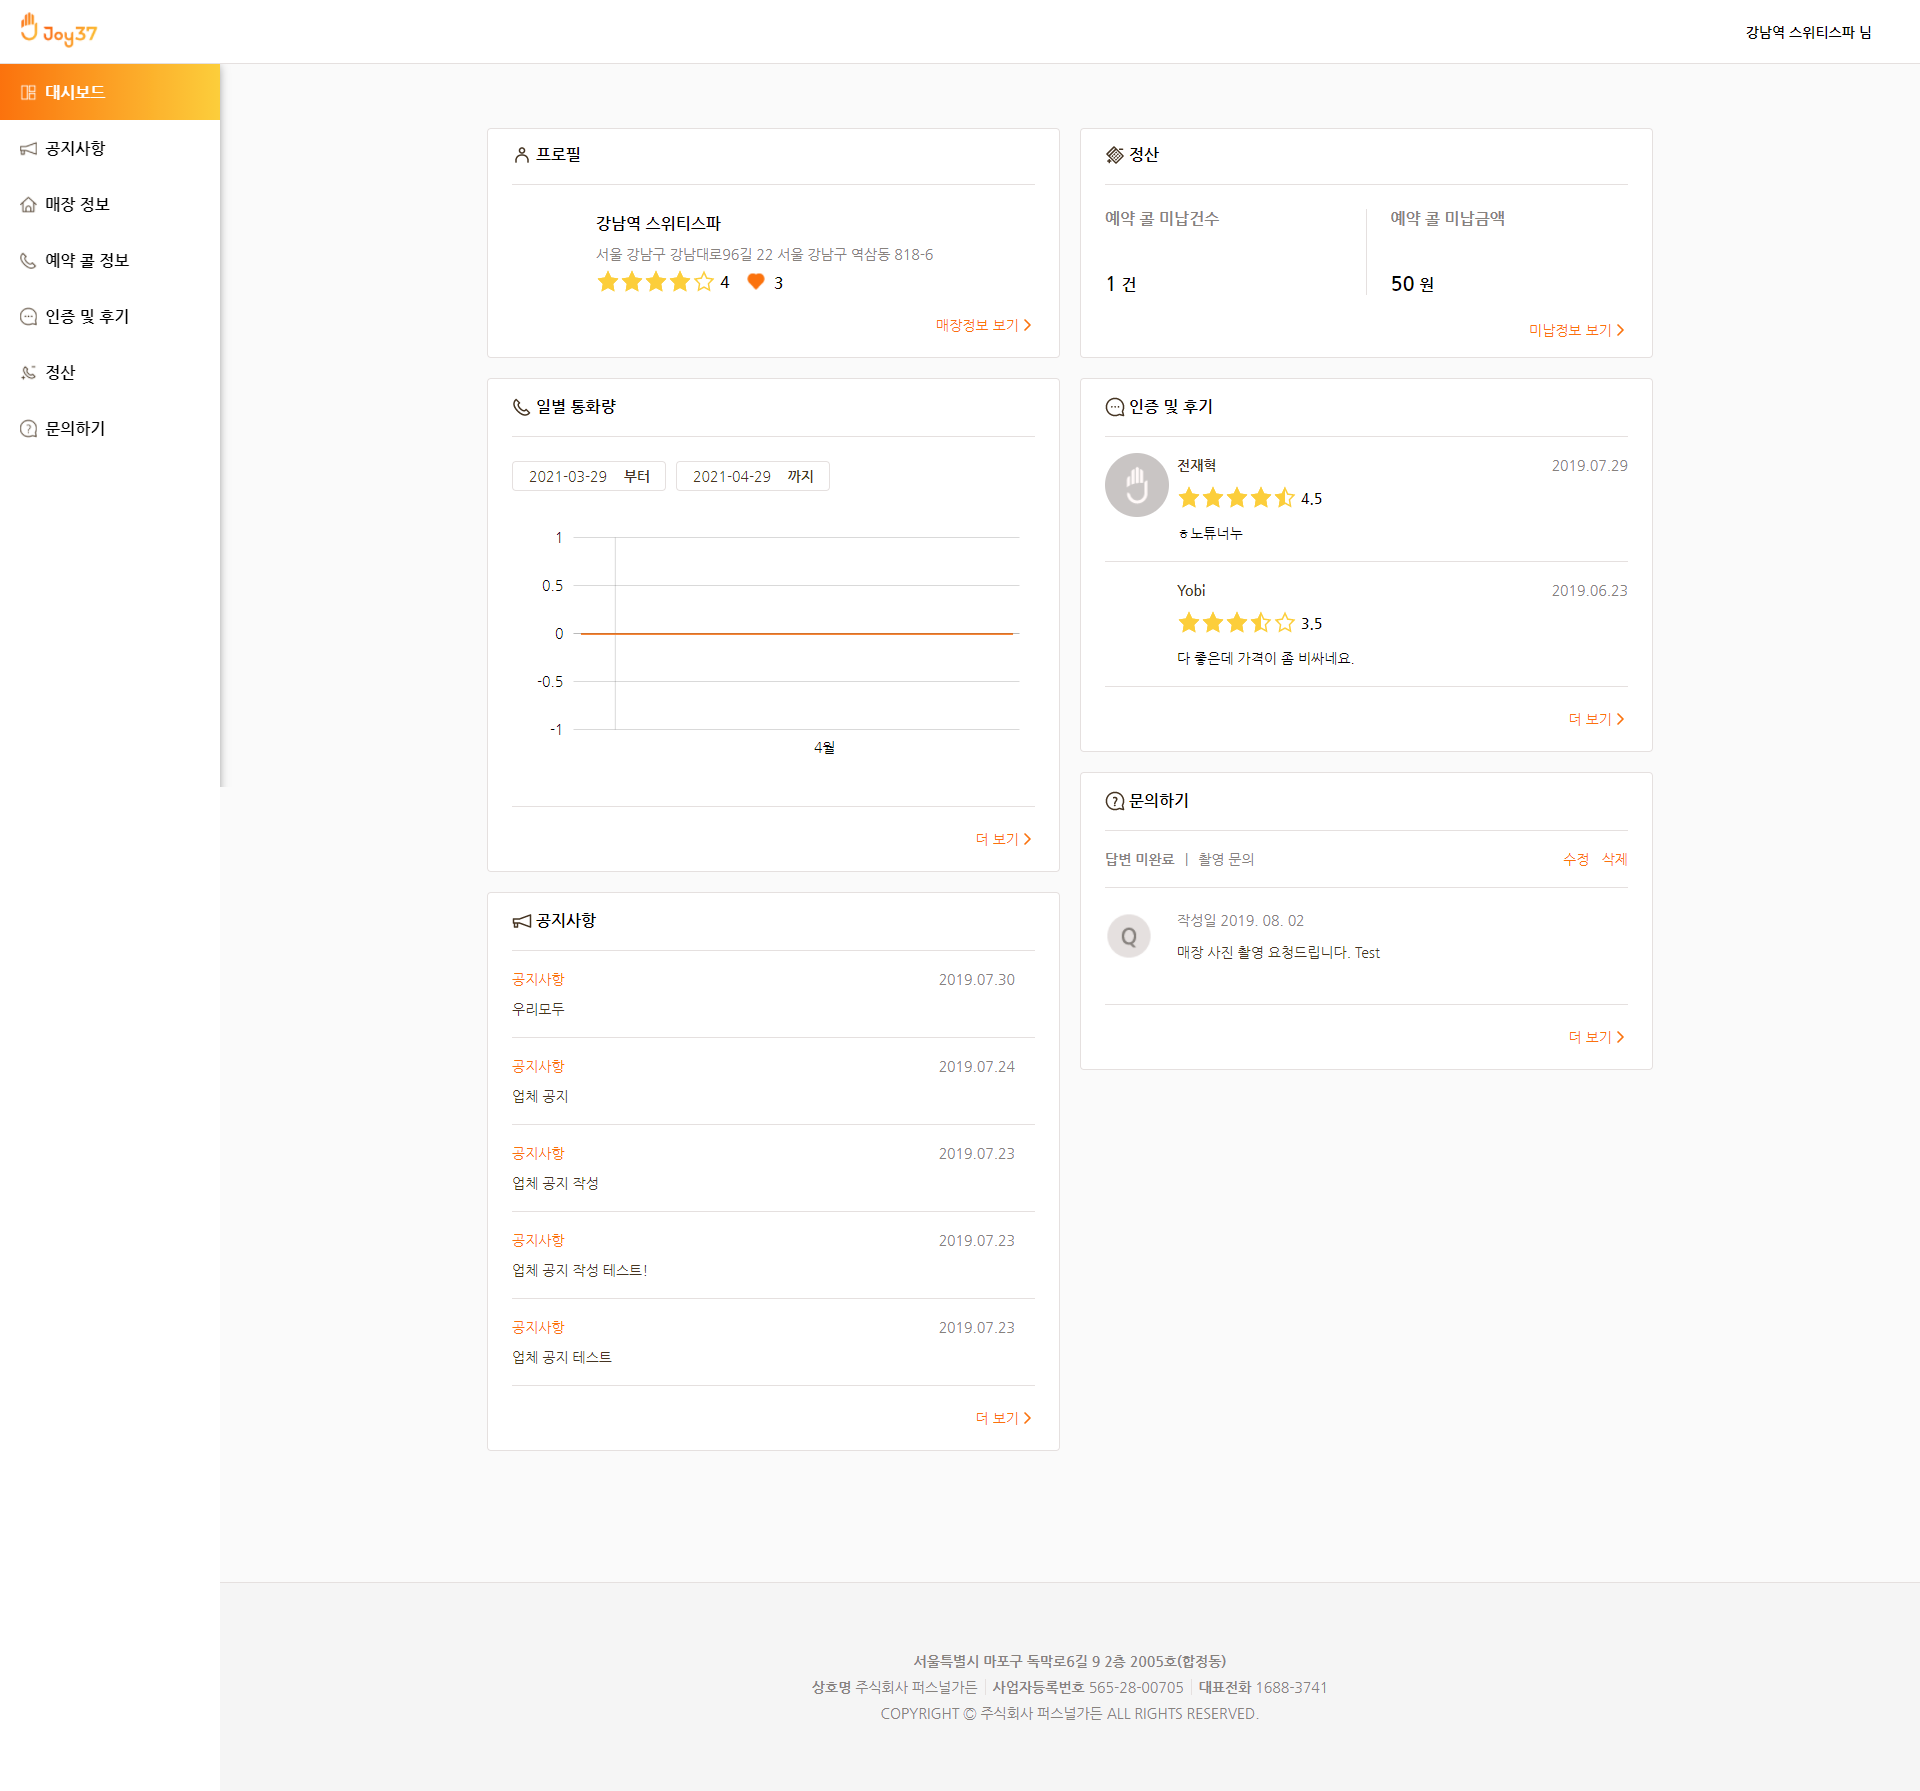 Joy37
강남역 스위티스파 님
대시보드
공지사항
매장 정보
예약 콜 정보
인증 및 후기
정산
문의하기
프로필
강남역 스위티스파
서울 강남구 강남대로96길 22 서울 강남구 역삼동 818-6
4 3
매장정보 보기
정산
예약 콜 미납건수 예약 콜 미납금액
1 건 50 원
미납정보 보기
일별 통화량
2021-03-29 부터 2021-04-29 까지
1
0.5
0
-0.5
-1
4월
더 보기
인증 및 후기
전재혁 2019.07.29
4.5
ㅎ노튜너누
Yobi 2019.06.23
3.5
다 좋은데 가격이 좀 비싸네요.
더 보기
문의하기
답변 미완료 | 촬영 문의 수정 삭제
Q 작성일 2019. 08. 02
매장 사진 촬영 요청드립니다. Test
더 보기
공지사항
공지사항 2019.07.30
우리모두
공지사항 2019.07.24
업체 공지
공지사항 2019.07.23
업체 공지 작성
공지사항 2019.07.23
업체 공지 작성 테스트!
공지사항 2019.07.23
업체 공지 테스트
더 보기
서울특별시 마포구 독막로6길 9 2층 2005호(합정동)
상호명 주식회사 퍼스널가든 | 사업자등록번호 565-28-00705 | 대표전화 1688-3741
COPYRIGHT © 주식회사 퍼스널가든 ALL RIGHTS RESERVED.